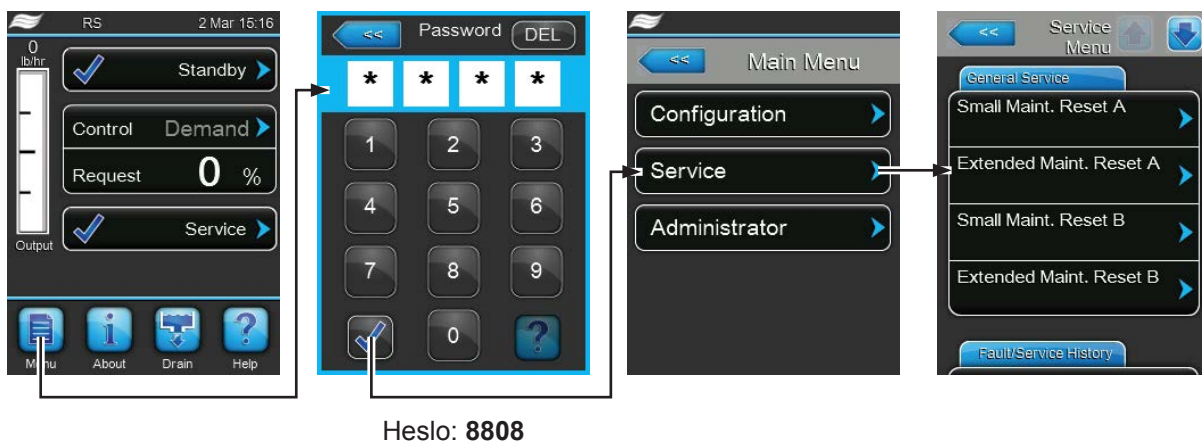 RS 2 Mar 15:16
0
lb/hr
Standby
Control Demand
Request 0 %
Service
Output
Menu About Drain Help
<< Password DEL
* * * *
1 2 3
4 5 6
7 8 9
0 ?
<< Main Menu
Configuration
Service
Administrator
<< Service
Menu
General Service
Small Maint. Reset A
Extended Maint. Reset A
Small Maint. Reset B
Extended Maint. Reset B
Fault/Service History
Heslo: 8808